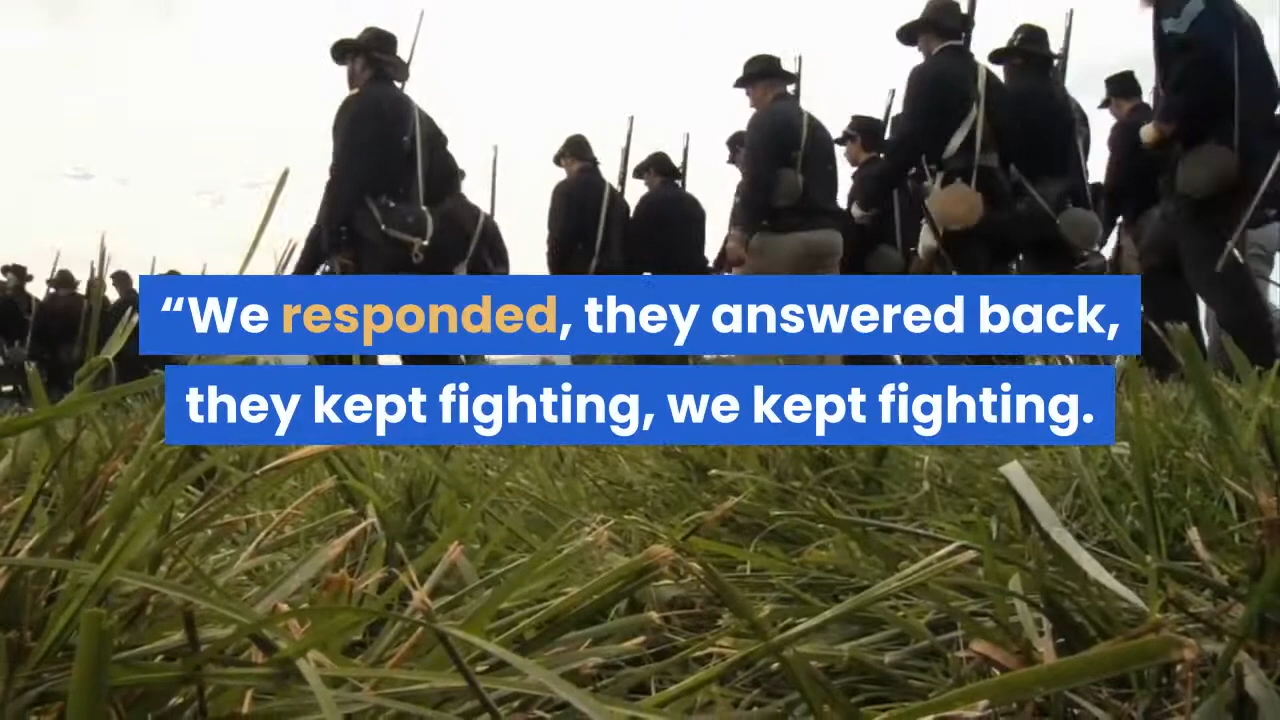 “We responded, they answered back,
they kept fighting, we kept fighting.